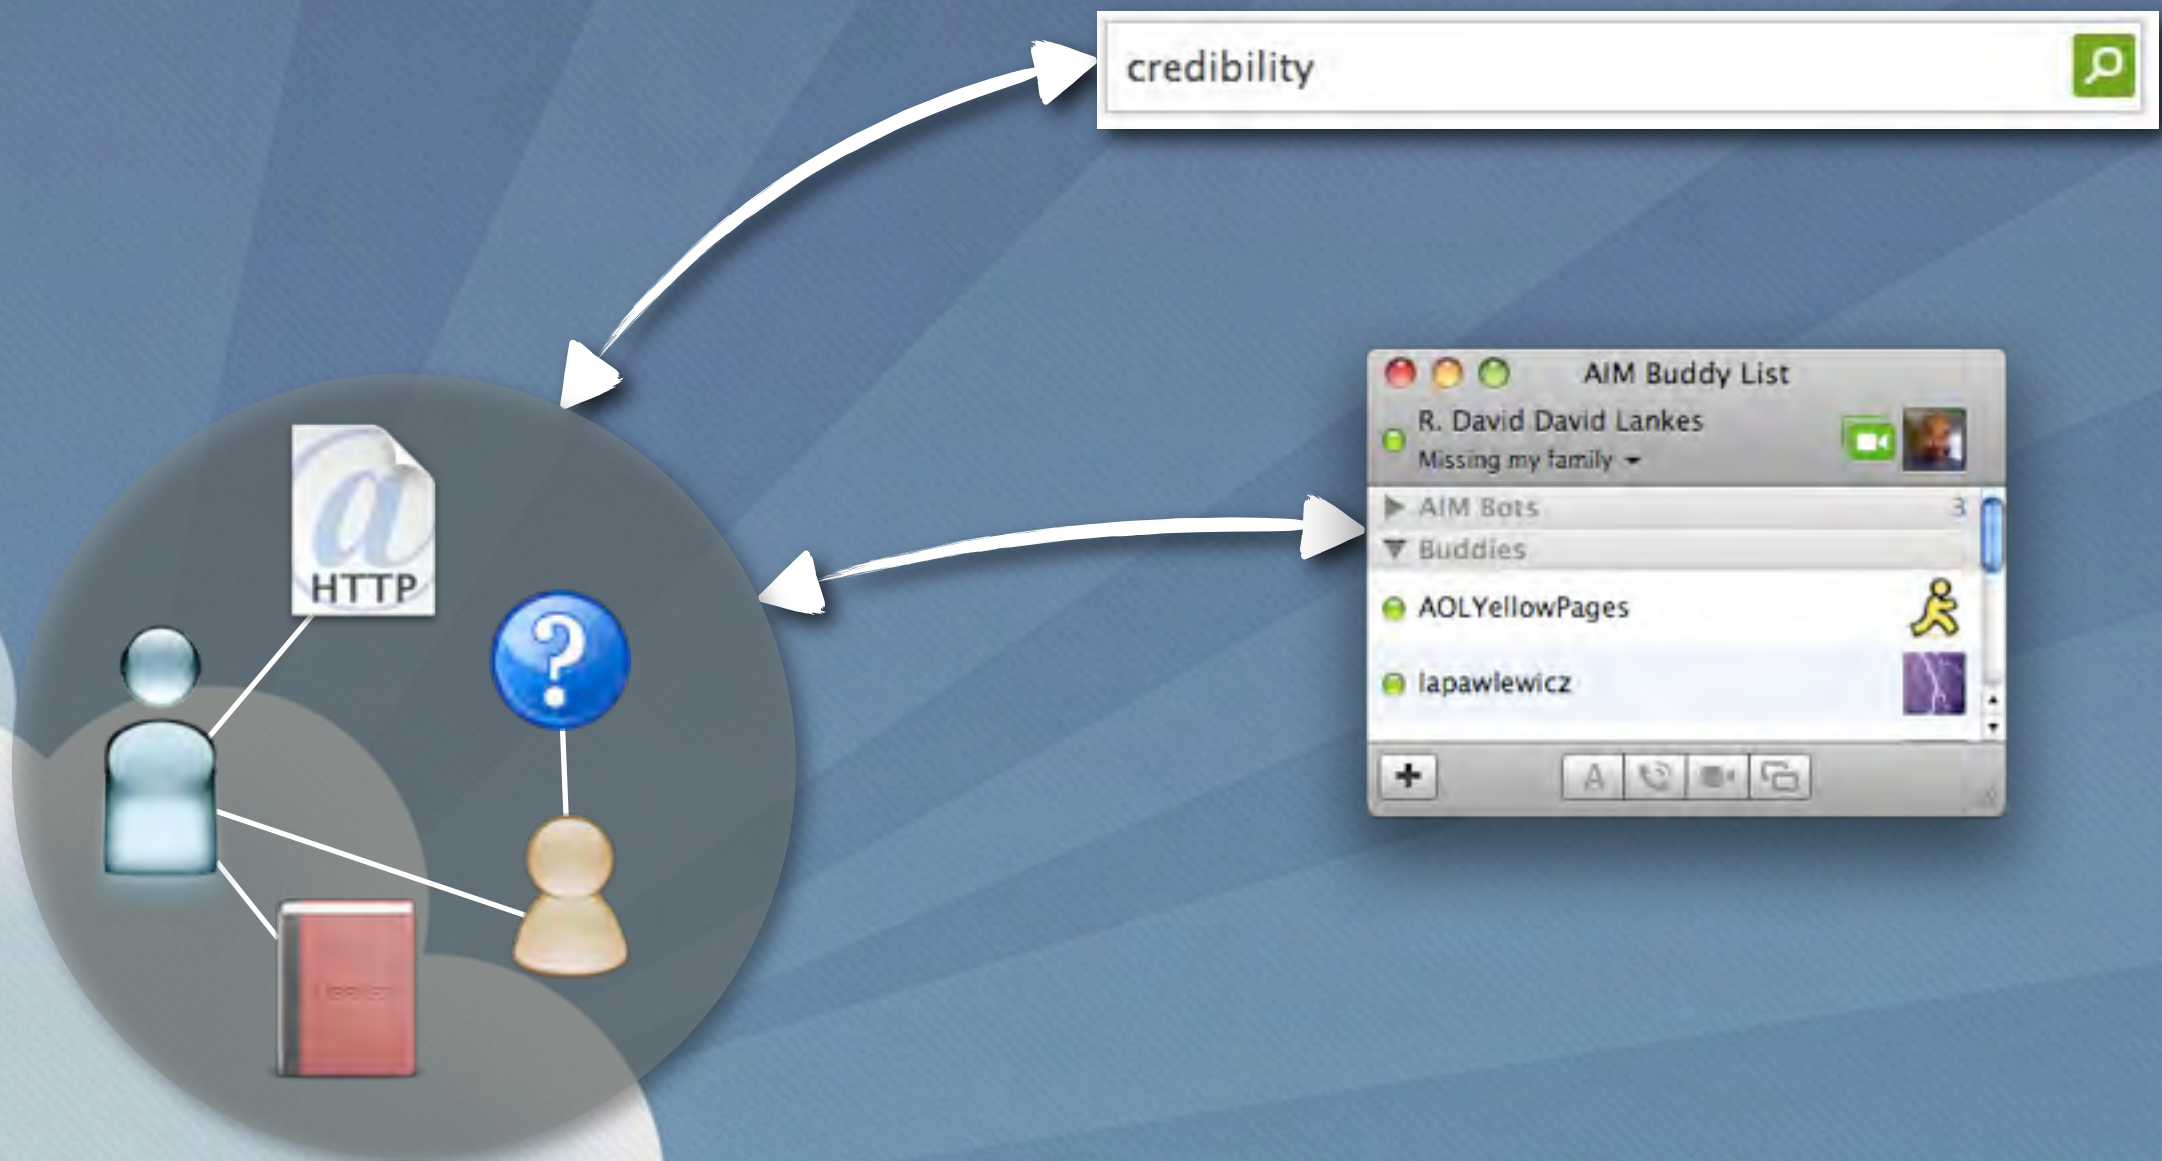 credibility
AIM Buddy List
R. David David Lankes
Missing my family
AIM Bots 3
Buddies
HTTP
AOLYellowPages
lapawlewicz
A